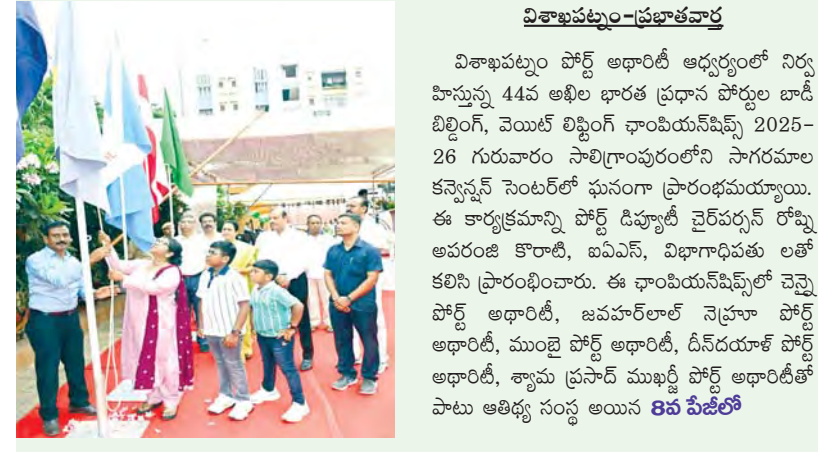 విశాఖపట్నం-ప్రభాతవార్త
విశాఖపట్నం పోర్ట్ అథారిటీ ఆధ్వర్యంలో నిర్వ
హిస్తున్న 44వ అఖిల భారత ప్రధాన పోర్టుల బాడీ
బిల్డింగ్, వెయిట్ లిఫ్టింగ్ ఛాంపియన్‌షిప్స్ 2025-
26 గురువారం సాలిగ్రాంపురంలోని సాగరమాల
కన్వెన్షన్ సెంటర్‌లో ఘనంగా ప్రారంభమయ్యాయి.
ఈ కార్యక్రమాన్ని పోర్ట్ డిప్యూటీ చైర్‌పర్సన్ రోష్ని
అపరంజి కొరాటి, ఐఏఎస్, విభాగాధిపతు లతో
కలిసి ప్రారంభించారు. ఈ ఛాంపియన్‌షిప్స్‌లో చెన్నై
పోర్ట్ అథారిటీ, జవహర్‌లాల్ నెహ్రూ పోర్ట్
అథారిటీ, ముంబై పోర్ట్ అథారిటీ, దీన్‌దయాళ్ పోర్ట్
అథారిటీ, శ్యామ ప్రసాద్ ముఖర్జీ పోర్ట్ అథారిటీతో
పాటు ఆతిథ్య సంస్థ అయిన 8వ పేజీలో